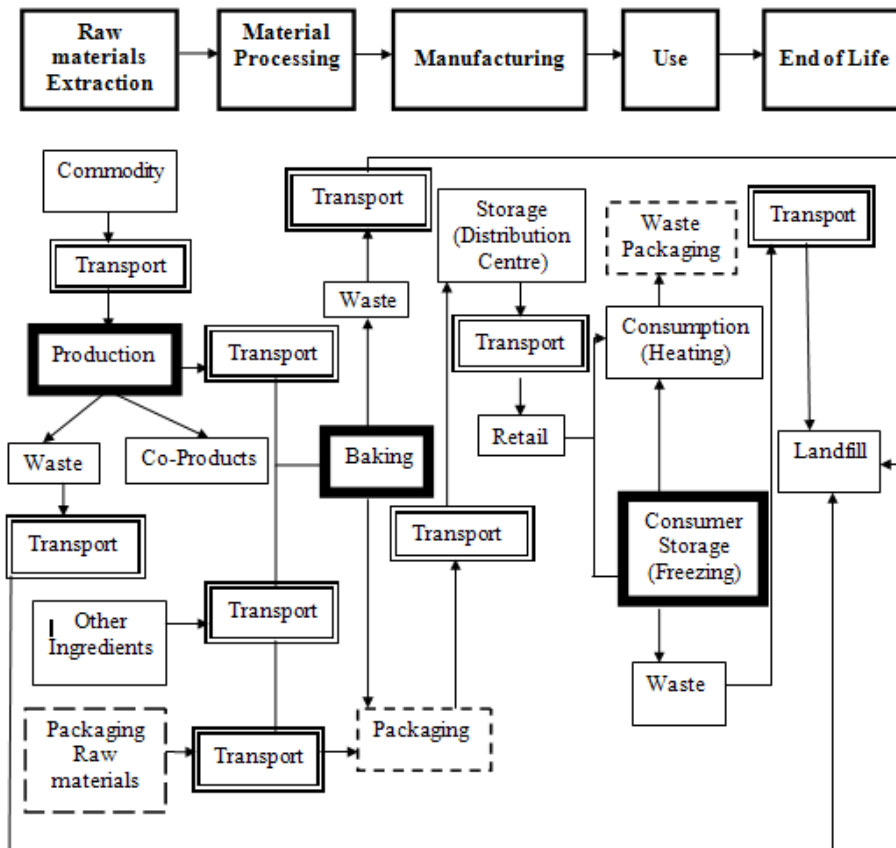 Raw
materials
Extraction
Material
Processing
Manufacturing
Use
End of Life
Commodity
Transport
Production
Transport
Waste
Co-Products
Transport
Other
Ingredients
Transport
Packaging
Raw
materials
Transport
Transport
Waste
Baking
Packaging
Transport
Storage
(Distribution
Centre)
Transport
Retail
Waste
Packaging
Consumption
(Heating)
Consumer
Storage
(Freezing)
Waste
Transport
Landfill